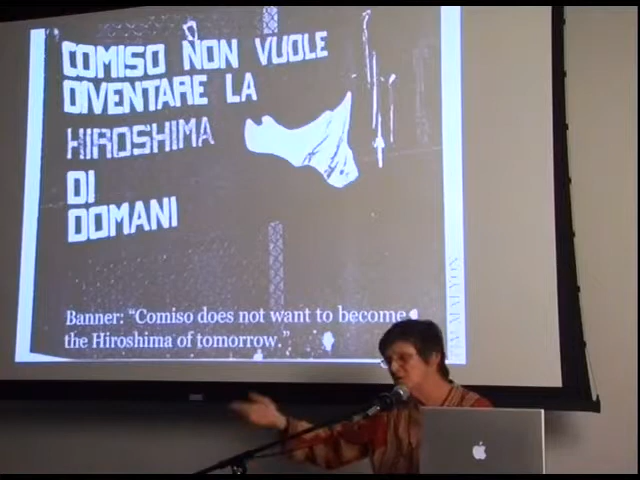 COMISO NON VUOLE
DIVENTARE LA
HIROSHIMA
DI
DOMANI
Banner: “Comiso does not want to become
the Hiroshima of tomorrow.”